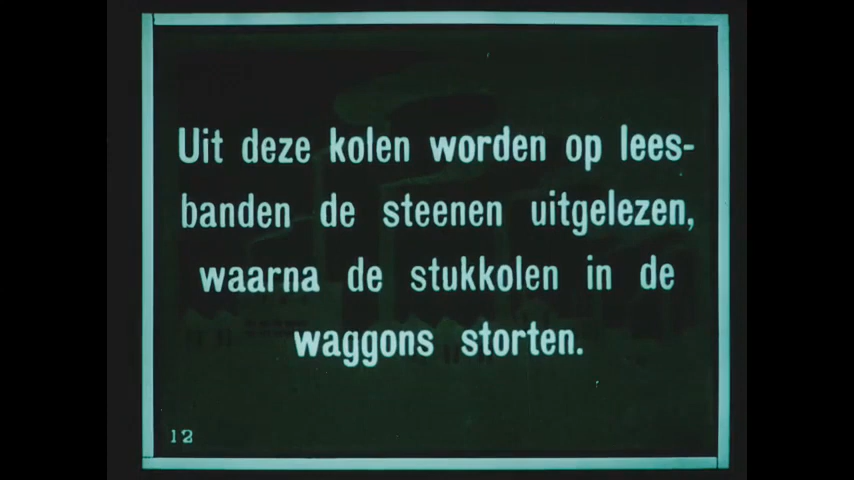 Uit deze kolen worden op lees-
banden de steenen uitgelezen,
waarna de stukkolen in de
waggons storten.
12